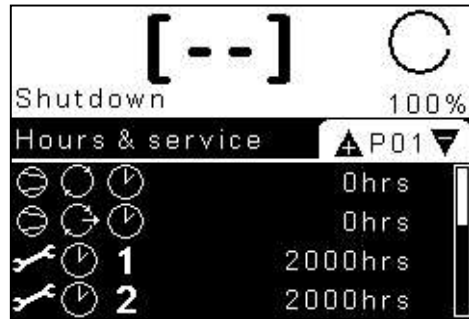 [--]
Shutdown 100%
Hours & service P01
0hrs
0hrs
1 2000hrs
2 2000hrs